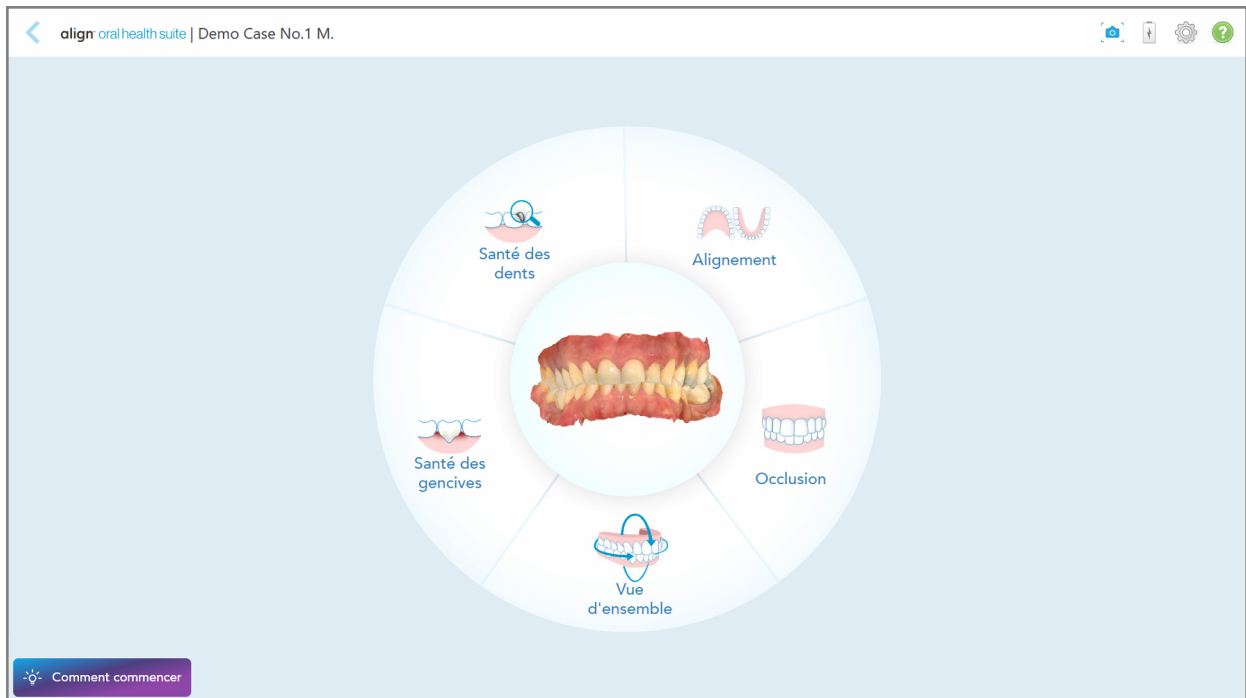 align oral health suite | Demo Case No.1 M.
?
Santé des
dents
Alignement
Santé des
gencives
Occlusion
Vue
d'ensemble
Comment commencer